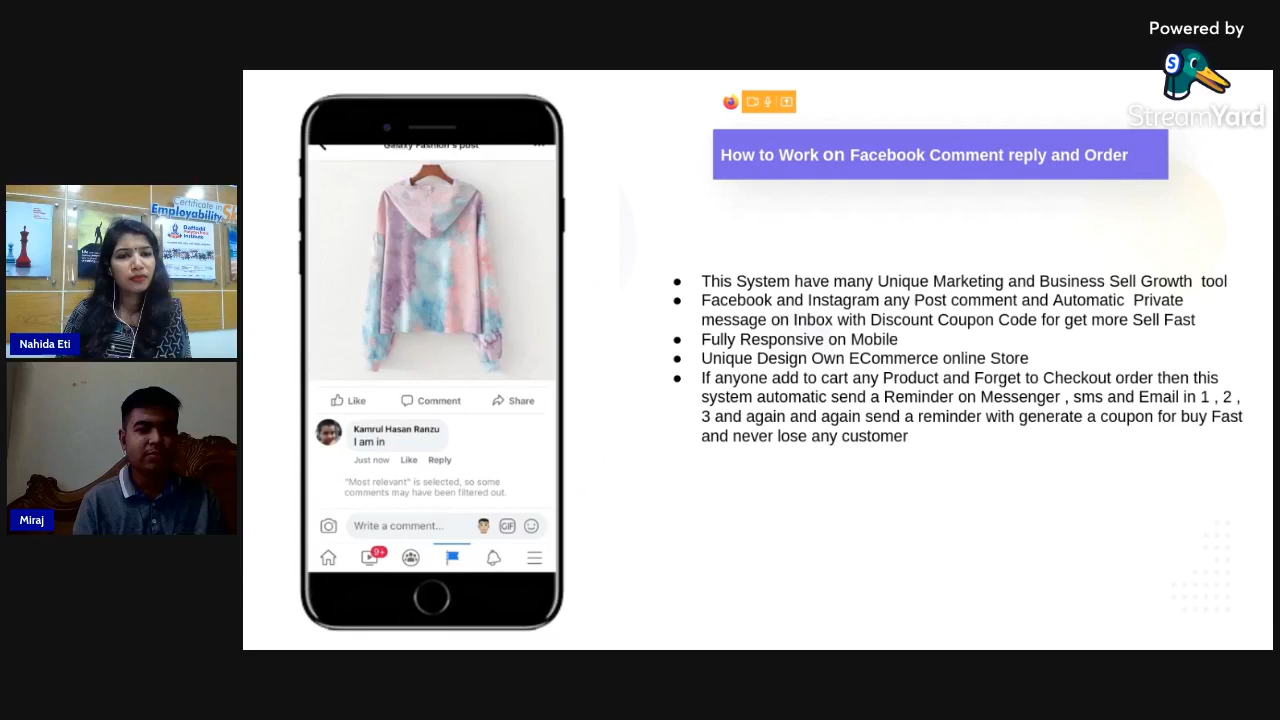 Powered by
StreamYard
How to Work on Facebook Comment reply and Order
Galaxy Fashion's post
Like
Comment
Share
Kamrul Hasan Ranzu
I am in
Just now Like Reply
"Most relevant" is selected, so some
comments may have been filtered out.
Write a comment...
GIF
9+
● This System have many Unique Marketing and Business Sell Growth tool
● Facebook and Instagram any Post comment and Automatic Private
message on Inbox with Discount Coupon Code for get more Sell Fast
● Fully Responsive on Mobile
● Unique Design Own ECommerce online Store
● If anyone add to cart any Product and Forget to Checkout order then this
system automatic send a Reminder on Messenger , sms and Email in 1 , 2 ,
3 and again and again send a reminder with generate a coupon for buy Fast
and never lose any customer
Certificate in
Employability
Daffodil
Institute
Nahida Eti
Miraj